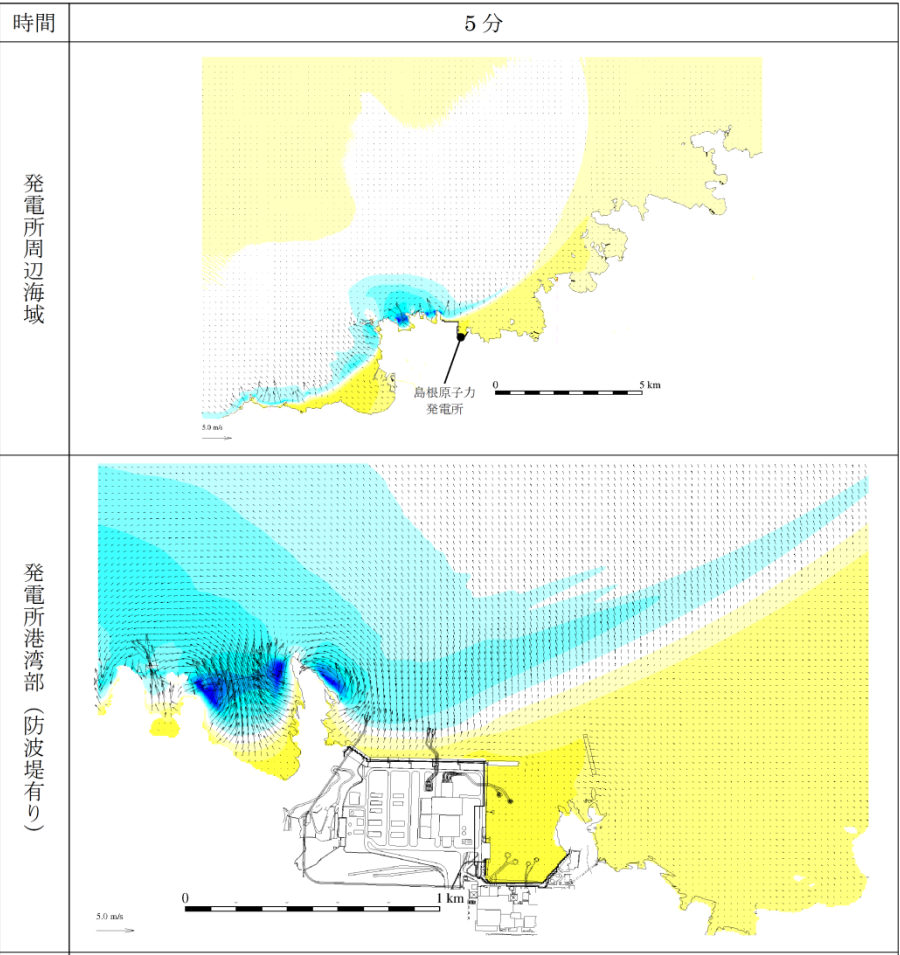 時間
5分
発電所周辺海域
島根原子力
発電所
0
5 km
5.0 m/s
発電所港湾部（防波堤有り）
0
1 km
5.0 m/s